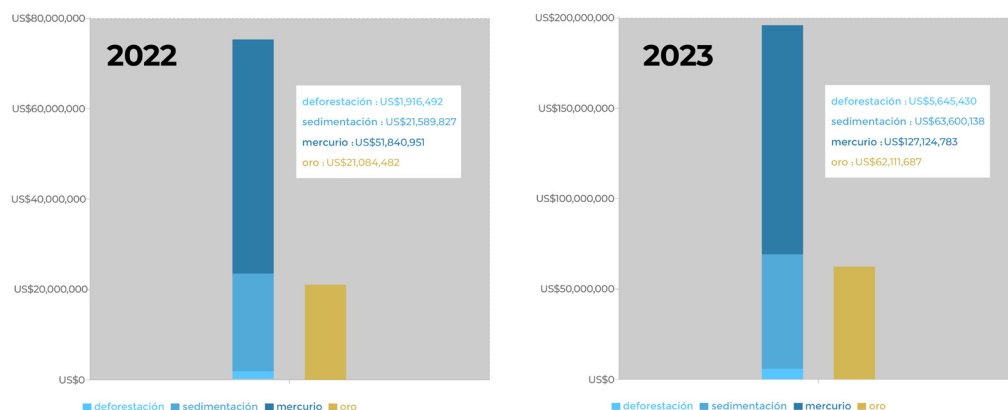 US$80,000,000
2022
deforestación : US$1,916,492
sedimentación : US$21,589,827
mercurio : US$51,840,951
oro : US$21,084,482
US$60,000,000
US$40,000,000
US$20,000,000
US$0
deforestación sedimentación mercurio oro
US$200,000,000
2023
deforestación : US$5,645,430
sedimentación : US$63,600,138
mercurio : US$127,124,783
oro : US$62,111,687
US$150,000,000
US$100,000,000
US$50,000,000
US$0
deforestación sedimentación mercurio oro